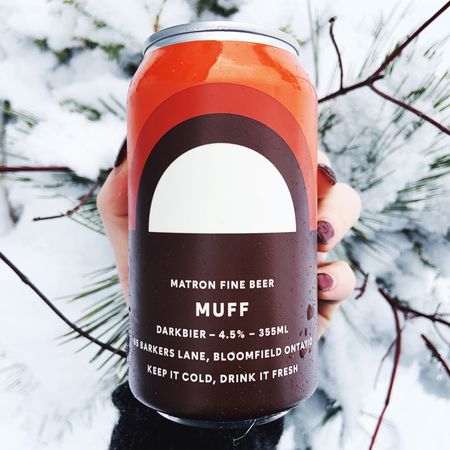 MATRON FINE BEER
MUFF
DARKBIER – 4.5% – 355ML
BARKERS LANE, BLOOMFIELD ONTARIO
KEEP IT COLD, DRINK IT FRESH